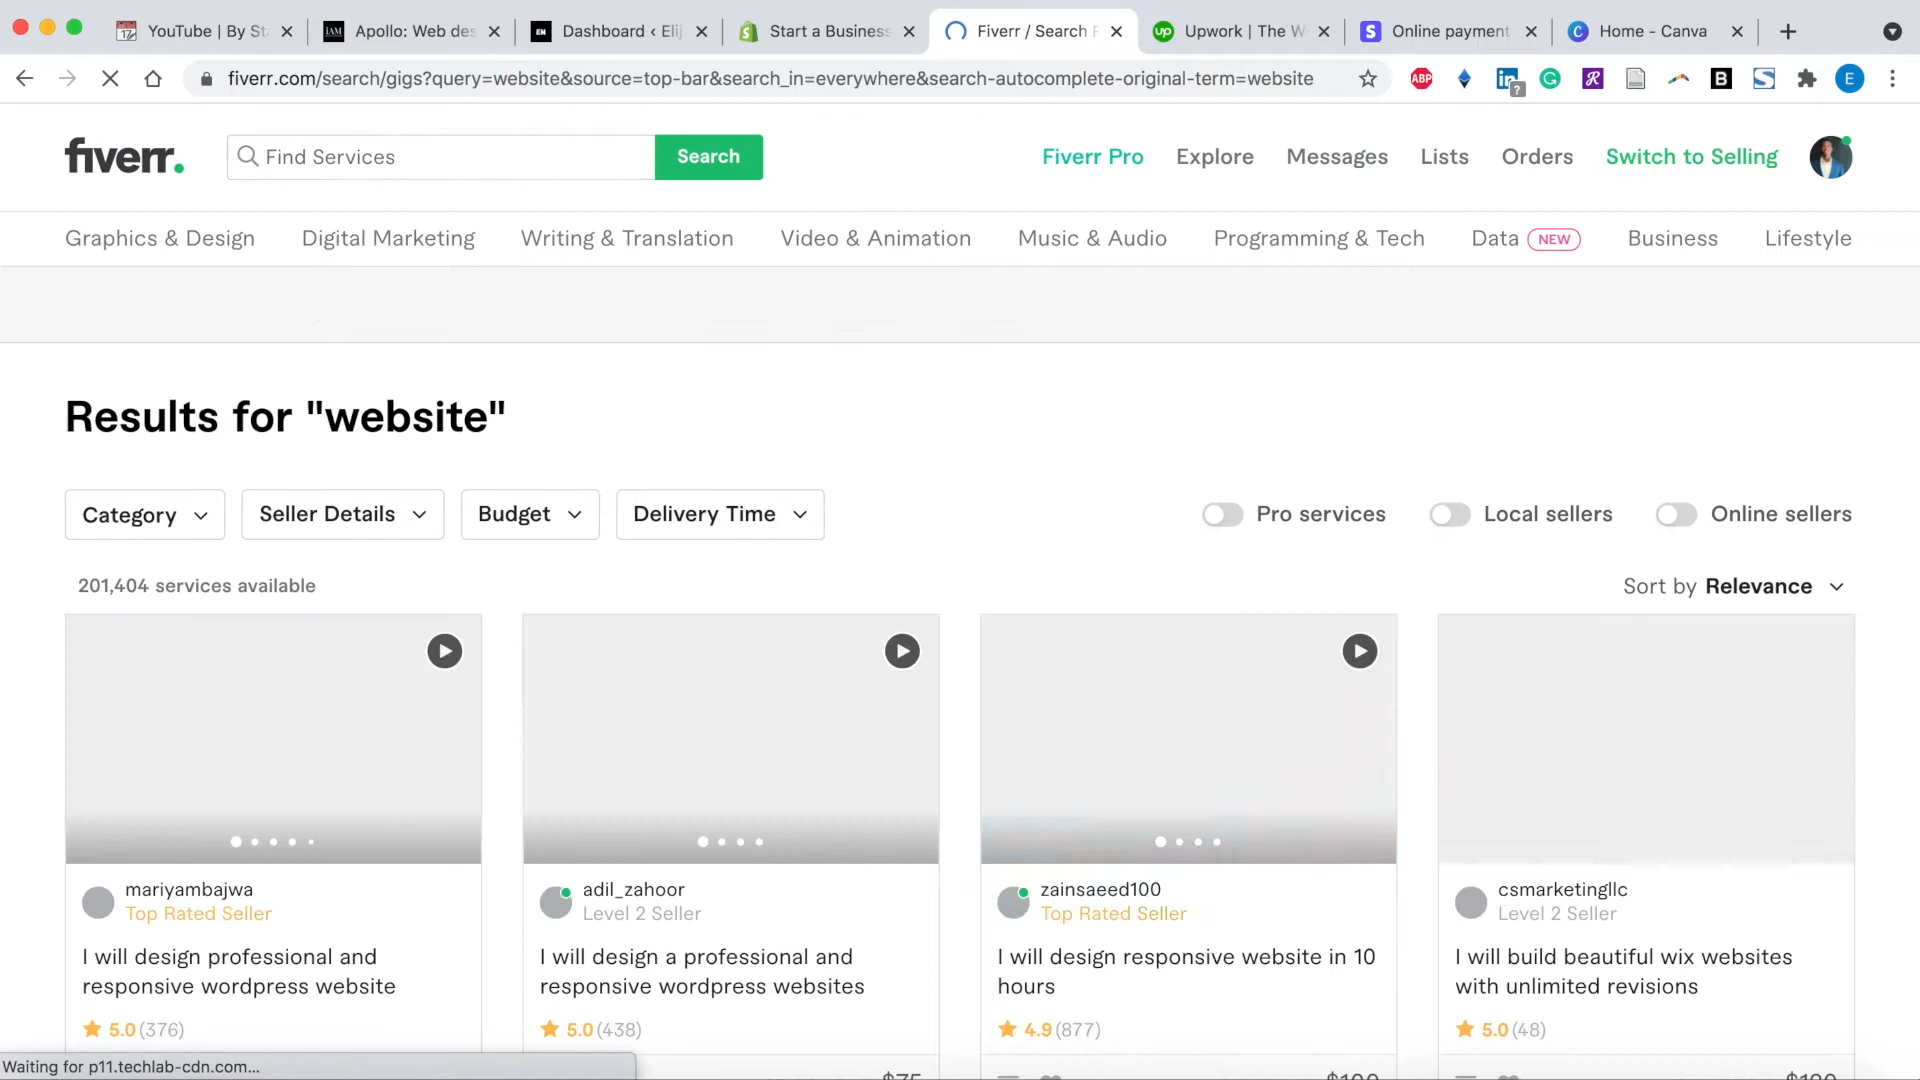 YouTube | By St
Apollo: Web des
Dashboard ‹ Elij
Start a Business
Fiverr / Search R
Upwork | The W
Online payment
Home - Canva
fiverr.com/search/gigs?query=website&source=top-bar&search_in=everywhere&search-autocomplete-original-term=website
fiverr.
Find Services
Search
Fiverr Pro
Explore
Messages
Lists
Orders
Switch to Selling
Graphics & Design
Digital Marketing
Writing & Translation
Video & Animation
Music & Audio
Programming & Tech
Data NEW
Business
Lifestyle
Results for "website"
Category
Seller Details
Budget
Delivery Time
Pro services
Local sellers
Online sellers
201,404 services available
Sort by Relevance
mariyambajwa
Top Rated Seller
I will design professional and
responsive wordpress website
5.0 (376)
adil_zahoor
Level 2 Seller
I will design a professional and
responsive wordpress websites
5.0 (438)
zainsaeed100
Top Rated Seller
I will design responsive website in 10
hours
4.9 (877)
csmarketingllc
Level 2 Seller
I will build beautiful wix websites
with unlimited revisions
5.0 (48)
Waiting for p11.techlab-cdn.com...